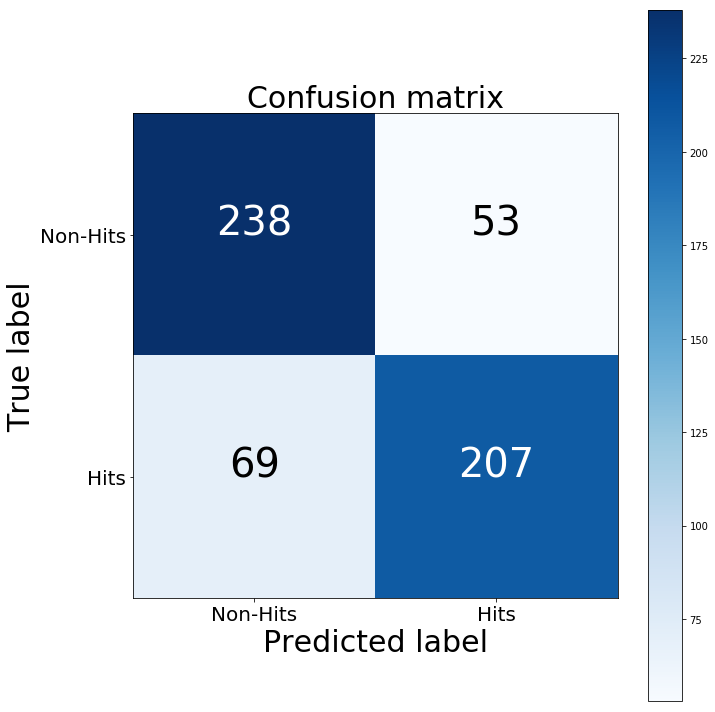 Confusion matrix
Non-Hits
238
53
Hits
69
207
Non-Hits
Hits
Predicted label
True label
225
200
175
150
125
100
75